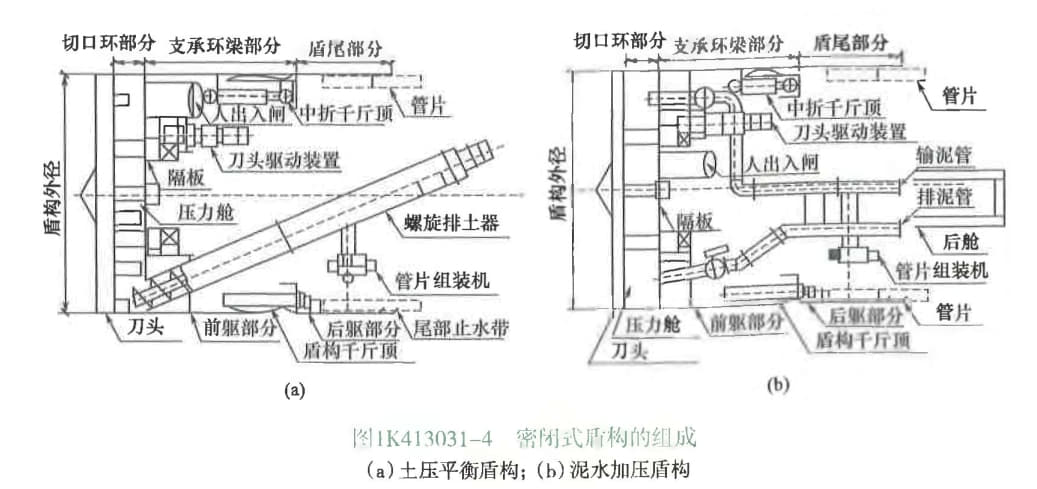 切口环部分
支承环梁部分
盾尾部分
管片
人出入闸
中折千斤顶
刀头驱动装置
盾构外径
隔板
压力舱
螺旋排土器
管片组装机
刀头
前躯部分
后躯部分
尾部止水带
盾构千斤顶
(a)
切口环部分
支承环梁部分
盾尾部分
管片
中折千斤顶
刀头驱动装置
人出入闸
输泥管
盾构外径
排泥管
隔板
后舱
管片组装机
压力舱
前躯部分
后躯部分
管片
刀头
盾构千斤顶
(b)
图1K413031-4 密闭式盾构的组成
(a)土压平衡盾构；(b)泥水加压盾构